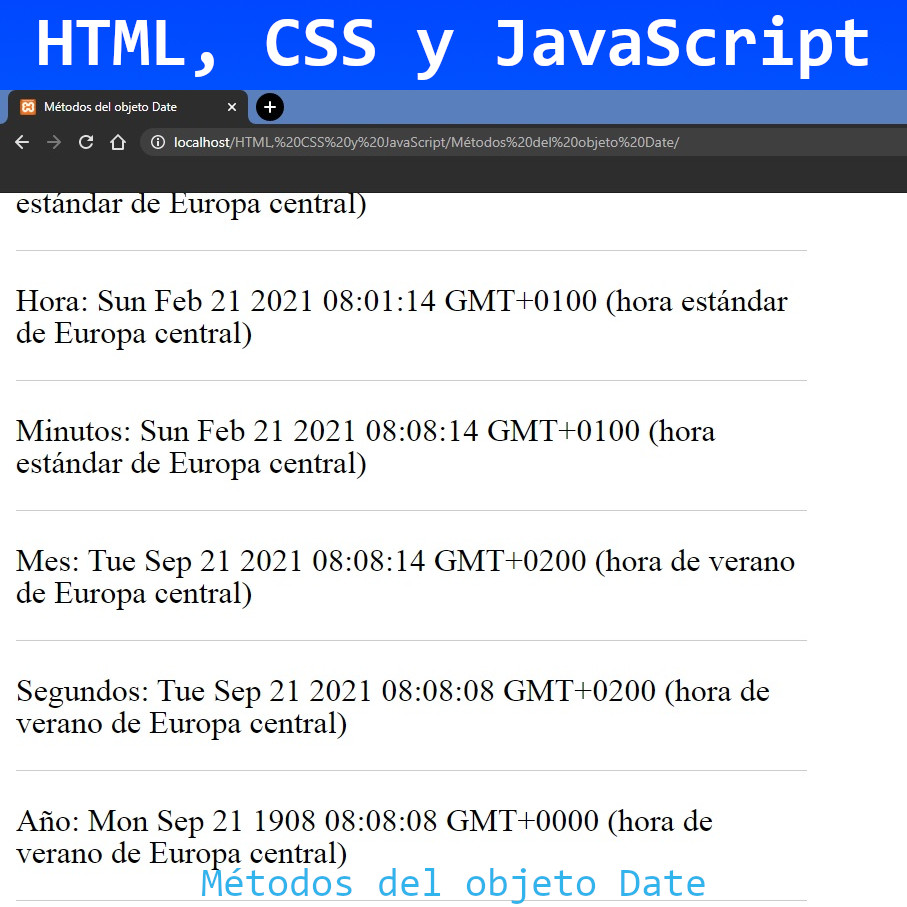 HTML, CSS y JavaScript
Métodos del objeto Date
localhost/HTML,%20CSS%20y%20JavaScript/Métodos%20del%20objeto%20Date/
estándar de Europa central)
Hora: Sun Feb 21 2021 08:01:14 GMT+0100 (hora estándar
de Europa central)
Minutos: Sun Feb 21 2021 08:08:14 GMT+0100 (hora
estándar de Europa central)
Mes: Tue Sep 21 2021 08:08:14 GMT+0200 (hora de verano
de Europa central)
Segundos: Tue Sep 21 2021 08:08:08 GMT+0200 (hora de
verano de Europa central)
Año: Mon Sep 21 1908 08:08:08 GMT+0000 (hora de
verano de Europa central)
Métodos del objeto Date